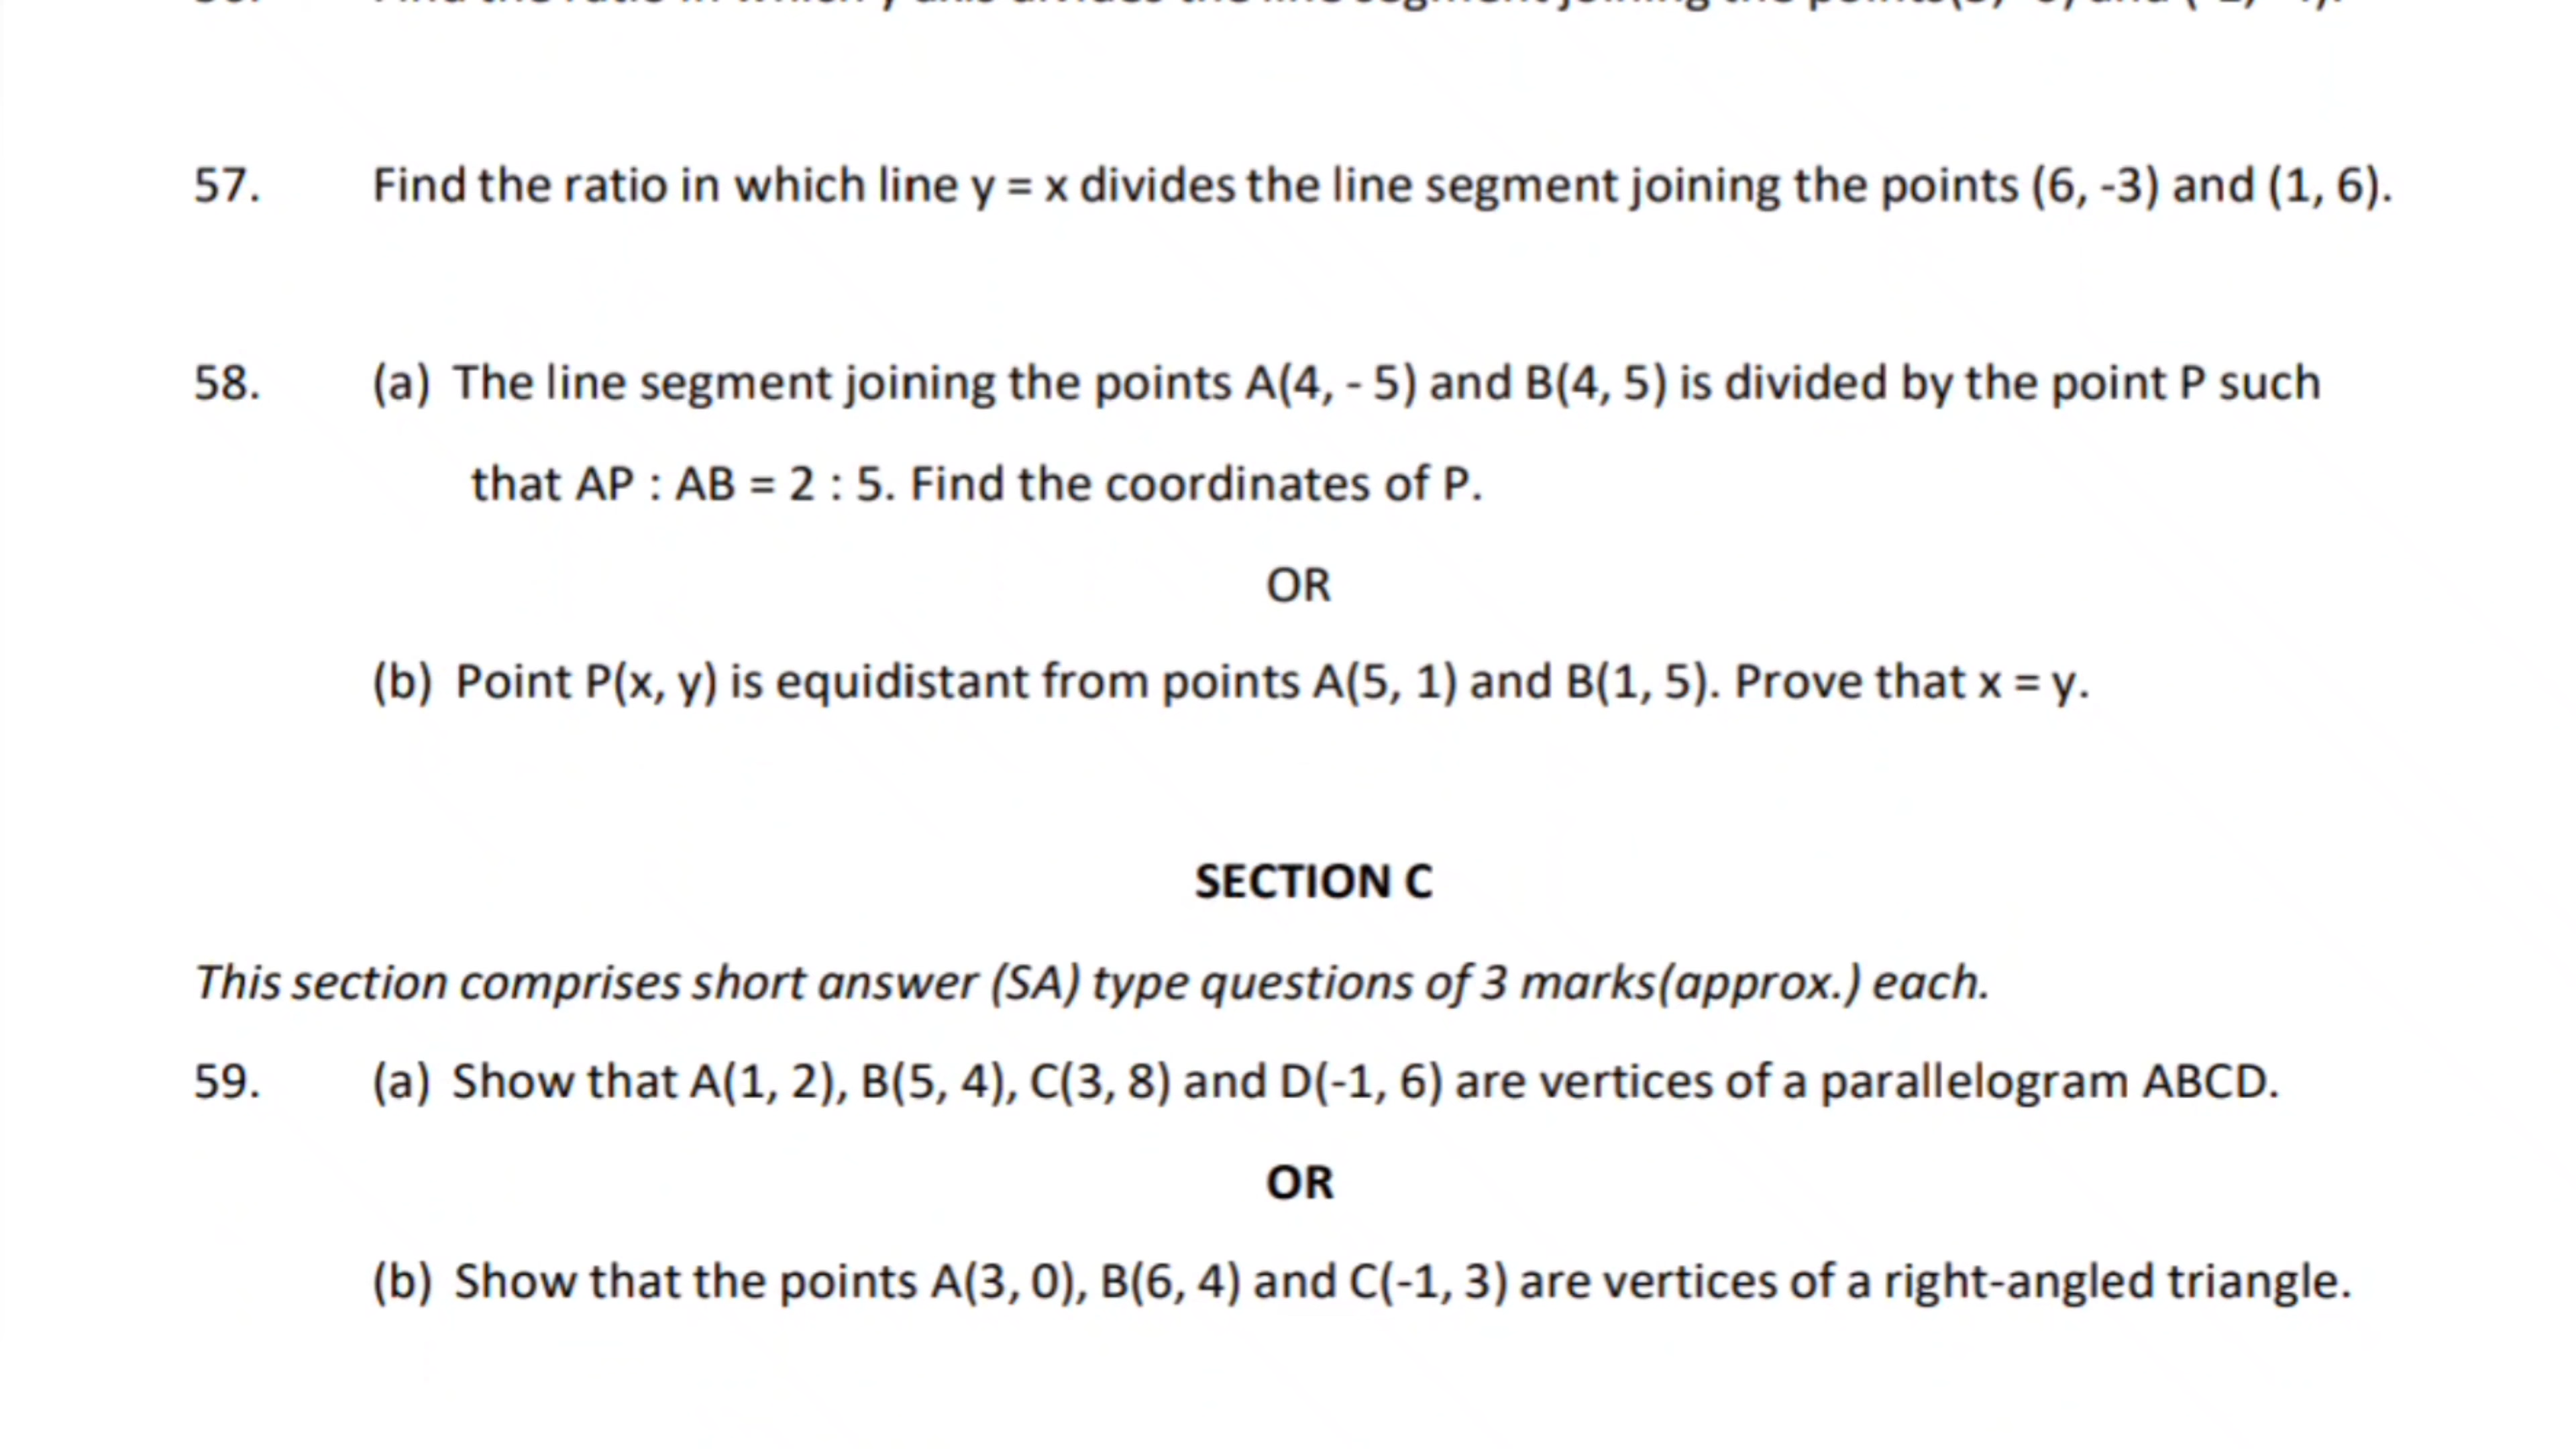 57. Find the ratio in which line y = x divides the line segment joining the points (6, -3) and (1, 6).
58. (a) The line segment joining the points A(4, - 5) and B(4, 5) is divided by the point P such
that AP : AB = 2 : 5. Find the coordinates of P.
OR
(b) Point P(x, y) is equidistant from points A(5, 1) and B(1, 5). Prove that x = y.
SECTION C
This section comprises short answer (SA) type questions of 3 marks(approx.) each.
59. (a) Show that A(1, 2), B(5, 4), C(3, 8) and D(-1, 6) are vertices of a parallelogram ABCD.
OR
(b) Show that the points A(3, 0), B(6, 4) and C(-1, 3) are vertices of a right-angled triangle.